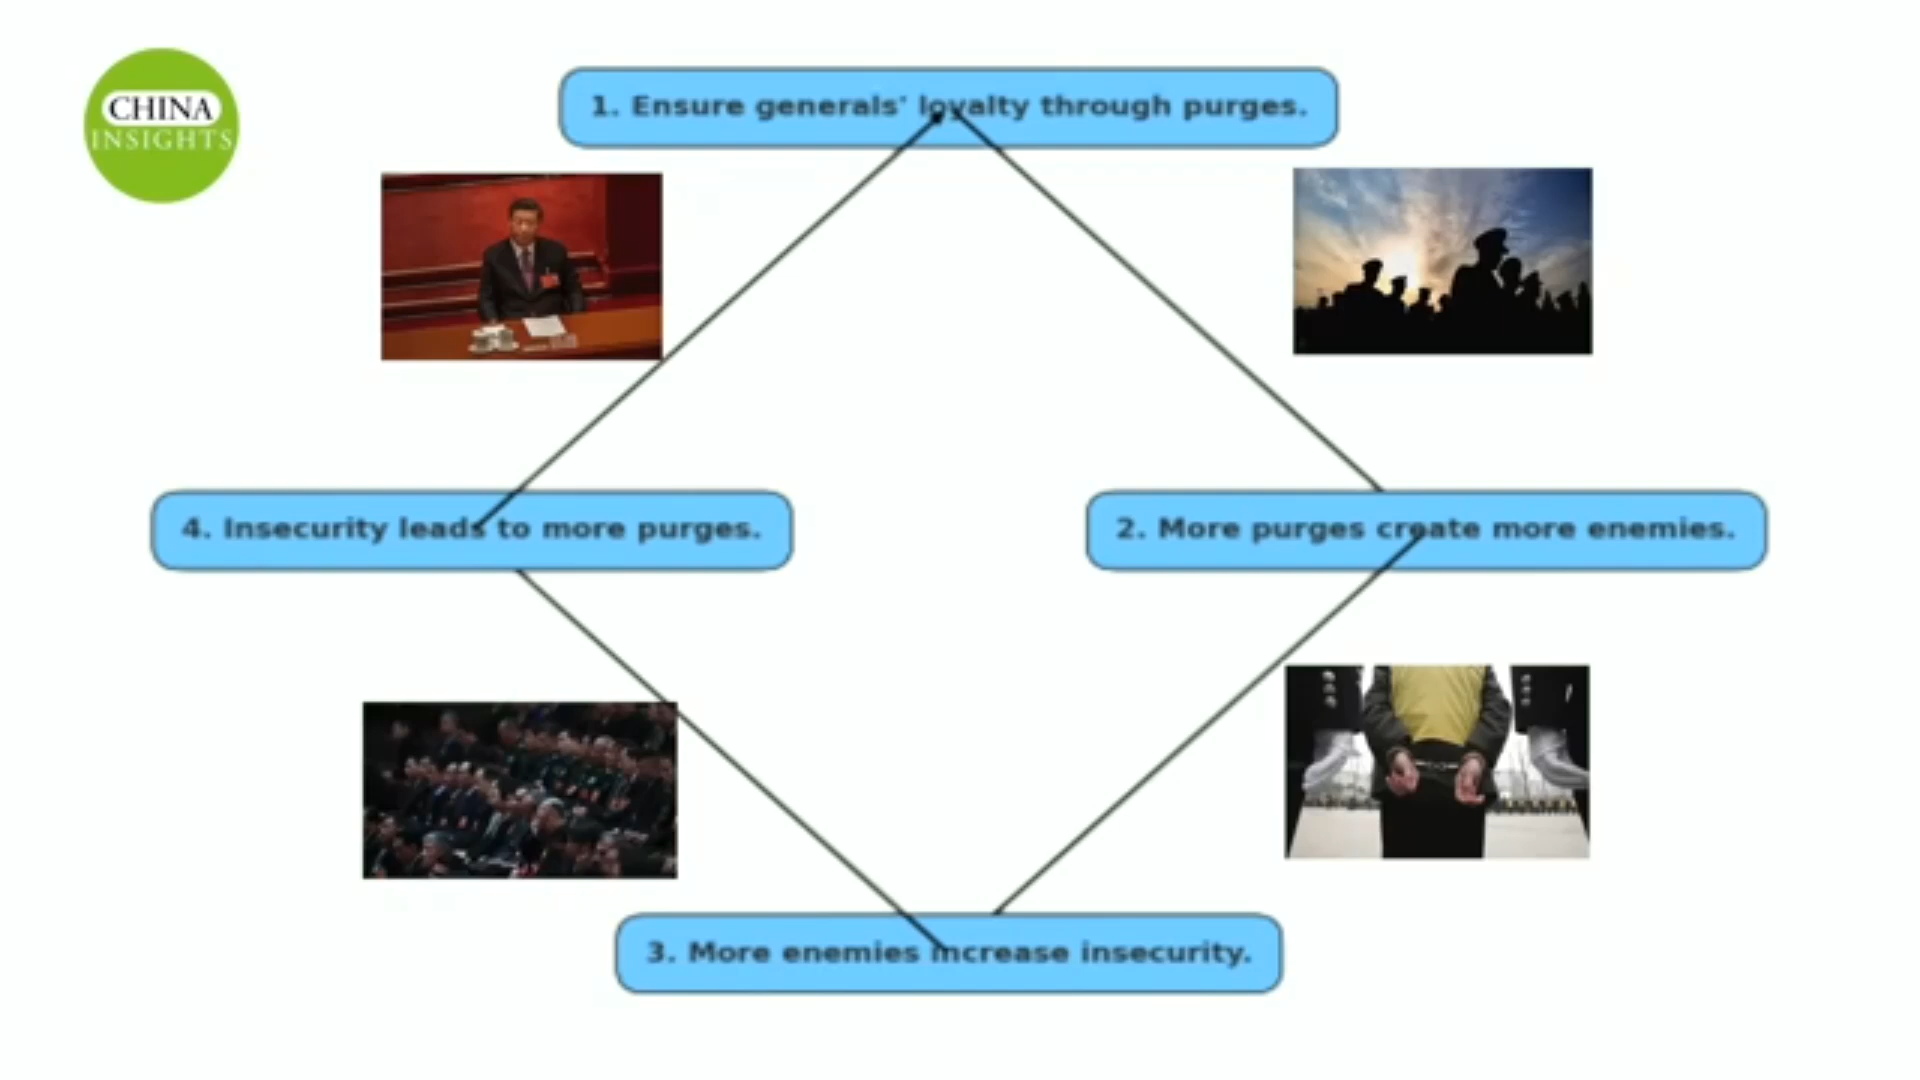 CHINA
INSIGHTS
1. Ensure generals' loyalty through purges.
4. Insecurity leads to more purges.
2. More purges create more enemies.
3. More enemies increase insecurity.